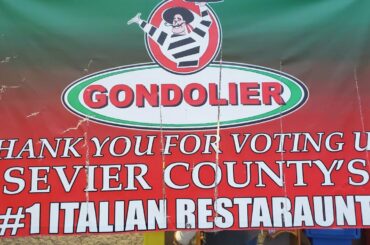 GONDOLIER
HANK YOU FOR VOTING U
SEVIER COUNTY'S
#1 ITALIAN RESTARAUNT